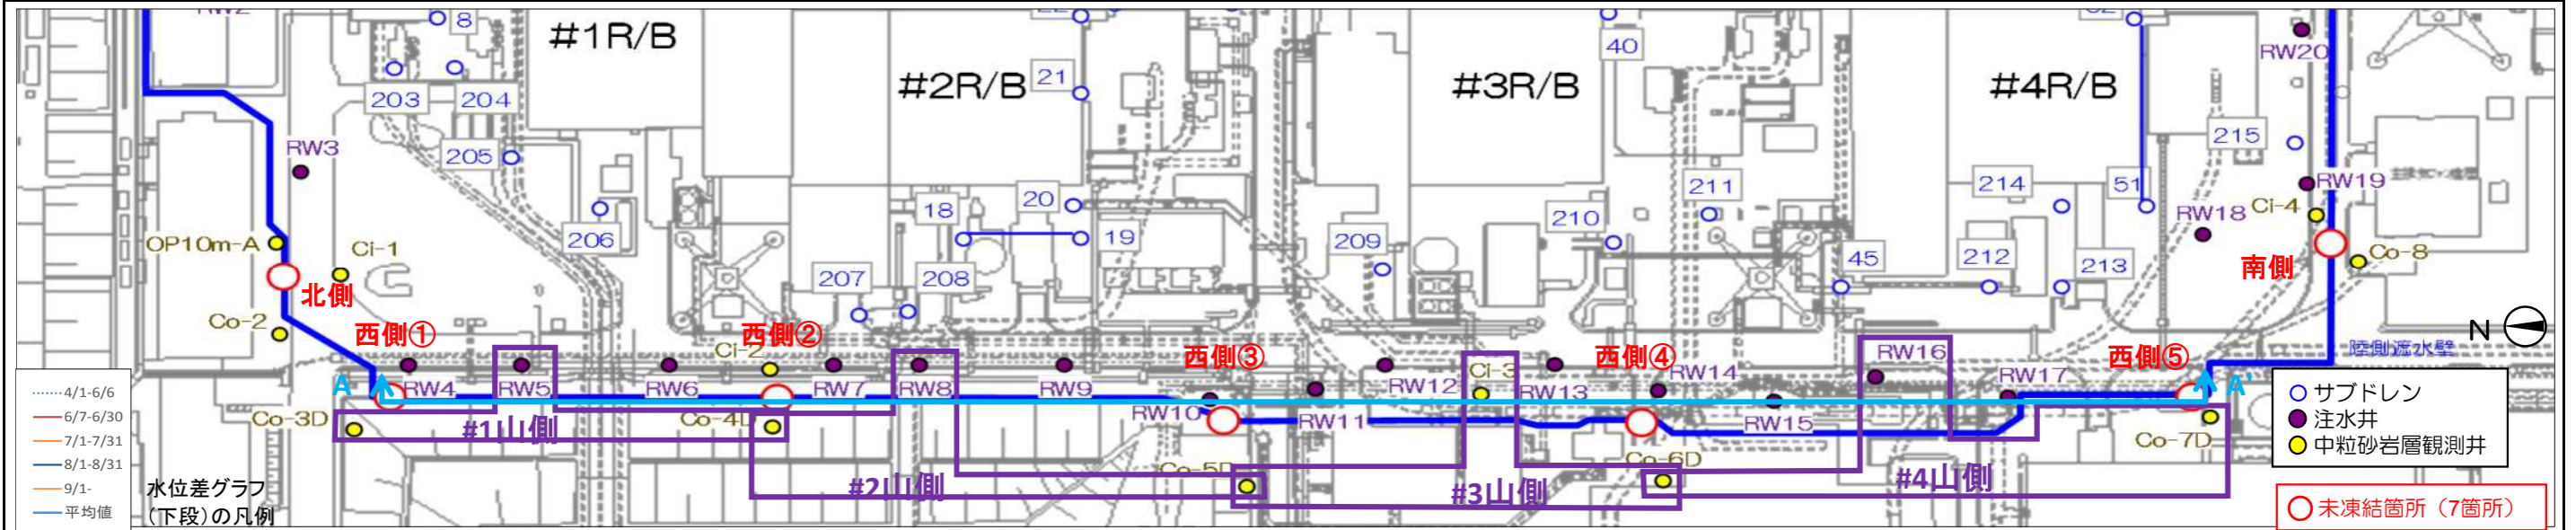 #1R/B
#2R/B
#3R/B
#4R/B
8
21
40
RW20
203
204
205
206
RW3
18
20
19
207
208
209
210
211
45
214
51
212
213
215
RW18
RW19
Ci-4
Co-8
南側
OP10m-A
Ci-1
北側
Co-2
西側①
西側②
西側③
西側④
西側⑤
Ci-2
Ci-3
A
RW4
RW5
RW6
RW7
RW8
RW9
RW10
RW11
RW12
RW13
RW14
RW15
RW16
RW17
A'
Co-3D
Co-4D
Co-5D
Co-6D
Co-7D
#1山側
#2山側
#3山側
#4山側
N
陸側遮水壁
4/1-6/6
6/7-6/30
7/1-7/31
8/1-8/31
9/1-
平均値
水位差グラフ
(下段)の凡例
サブドレン
注水井
中粒砂岩層観測井
未凍結箇所（7箇所）